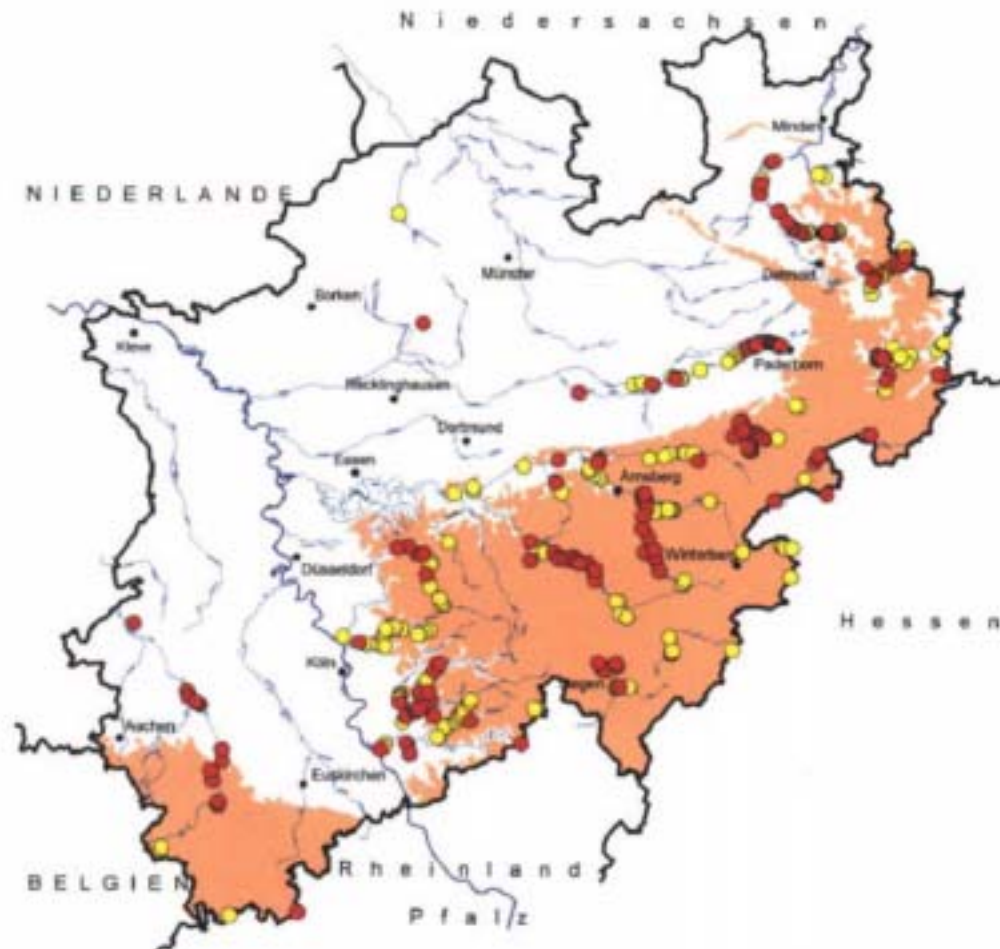 Niedersachsen
Minden
NIEDERLANDE
Münster
Detmold
Borken
Kleve
Paderborn
Recklinghausen
Dortmund
Essen
Arnsberg
Winterberg
Düsseldorf
Hessen
Köln
Aachen
Euskirchen
Rheinland
BELGIEN
Pfalz